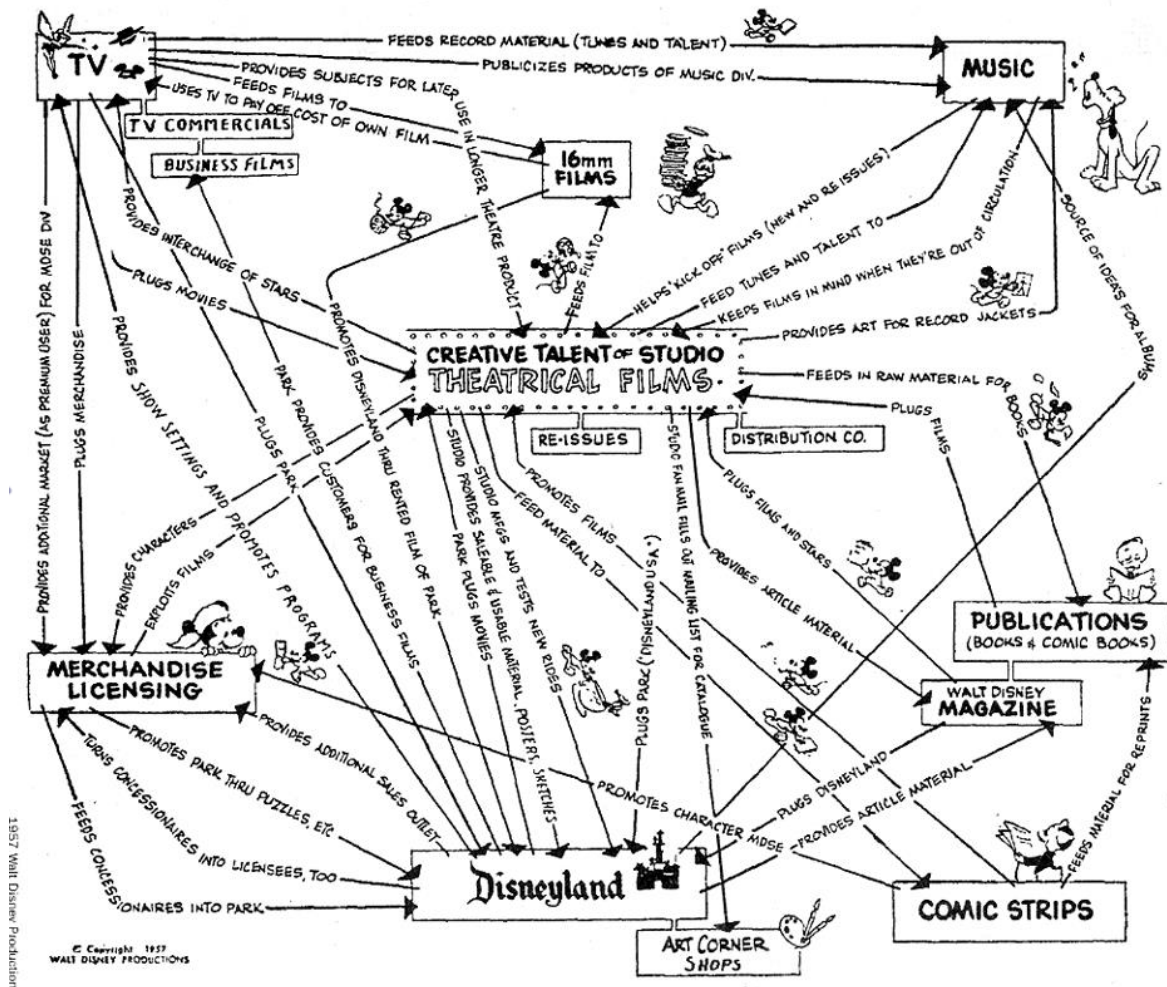 TV
FEEDS RECORD MATERIAL (TUNES AND TALENT)
PUBLICIZES PRODUCTS OF MUSIC DIV.
MUSIC
PROVIDES SUBJECTS FOR LATER USE IN LONGER THEATRE PRODUCT
FEEDS FILMS TO
USES TV TO PAY OFF COST OF OWN FILM
TV COMMERCIALS
BUSINESS FILMS
16mm
FILMS
PROVIDES ADDITIONAL MARKET (AS PREMIUM USER) FOR MDSE DIV
PLUGS MERCHANDISE
PROVIDES SHOW SETTINGS AND PROMOTES PROGRAMS
PROVIDES INTERCHANGE OF STARS
PLUGS MOVIES
PLUGS PARK
PARK PROVIDES CUSTOMERS FOR BUSINESS FILMS
PROMOTES DISNEYLAND THRU RENTED FILM OF PARK
FEEDS FILM TO
HELPS "KICK OFF" FILMS (NEW AND RE ISSUES)
FEED TUNES AND TALENT TO
KEEPS FILMS IN MIND WHEN THEY'RE OUT OF CIRCULATION
PROVIDES ART FOR RECORD JACKETS
SOURCE OF IDEAS FOR ALBUMS
CREATIVE TALENT OF STUDIO
THEATRICAL FILMS
RE-ISSUES
DISTRIBUTION CO.
FEEDS IN RAW MATERIAL FOR BOOKS
PLUGS FILMS
PROVIDES CHARACTERS
EXPLOITS FILMS
STUDIO PROVIDES SALEABLE & USABLE MATERIAL, POSTERS, SKETCHES
STUDIO MFGS AND TESTS NEW RIDES
PARK PLUGS MOVIES
FEED MATERIAL TO
PROMOTES FILMS
STUDIO FAN MAIL FILLS OUT MAILING LIST FOR CATALOGUE
PLUGS FILMS AND STARS
PROVIDES ARTICLE MATERIAL
PLUGS PARK ("DISNEYLAND USA")
PUBLICATIONS
(BOOKS & COMIC BOOKS)
WALT DISNEY
MAGAZINE
MERCHANDISE
LICENSING
PROVIDES ADDITIONAL SALES OUTLET
PROMOTES PARK THRU PUZZLES, ETC
TURNS CONCESSIONAIRES INTO LICENSEES, TOO
FEEDS CONCESSIONAIRES INTO PARK
PROMOTES CHARACTER MDSE
PLUGS DISNEYLAND
PROVIDES ARTICLE MATERIAL
FEEDS MATERIAL FOR REPRINTS
Disneyland
COMIC STRIPS
ART CORNER
SHOPS
© Copyright 1957
WALT DISNEY PRODUCTIONS
1957 Walt Disney Production